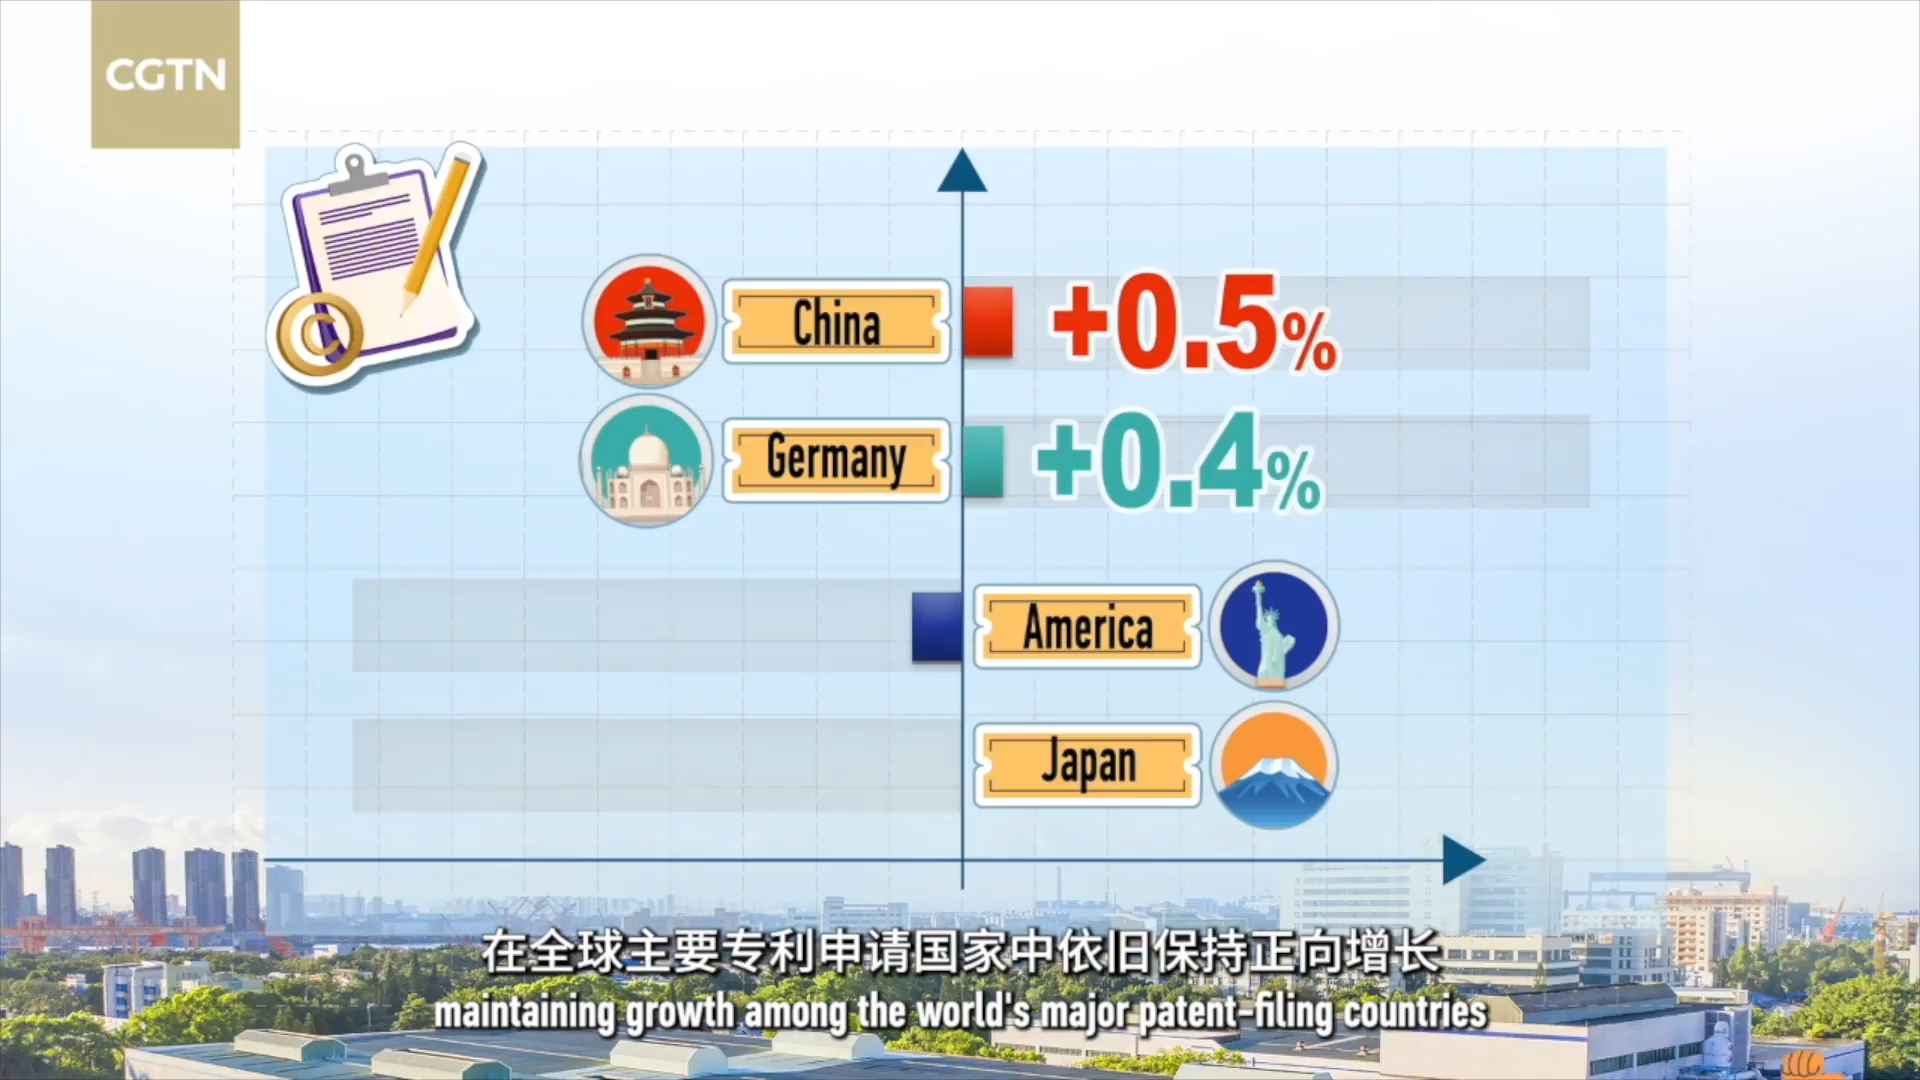 CGTN
China
+0.5%
Germany
+0.4%
America
Japan
在全球主要专利申请国家中依旧保持正向增长
maintaining growth among the world's major patent-filing countries